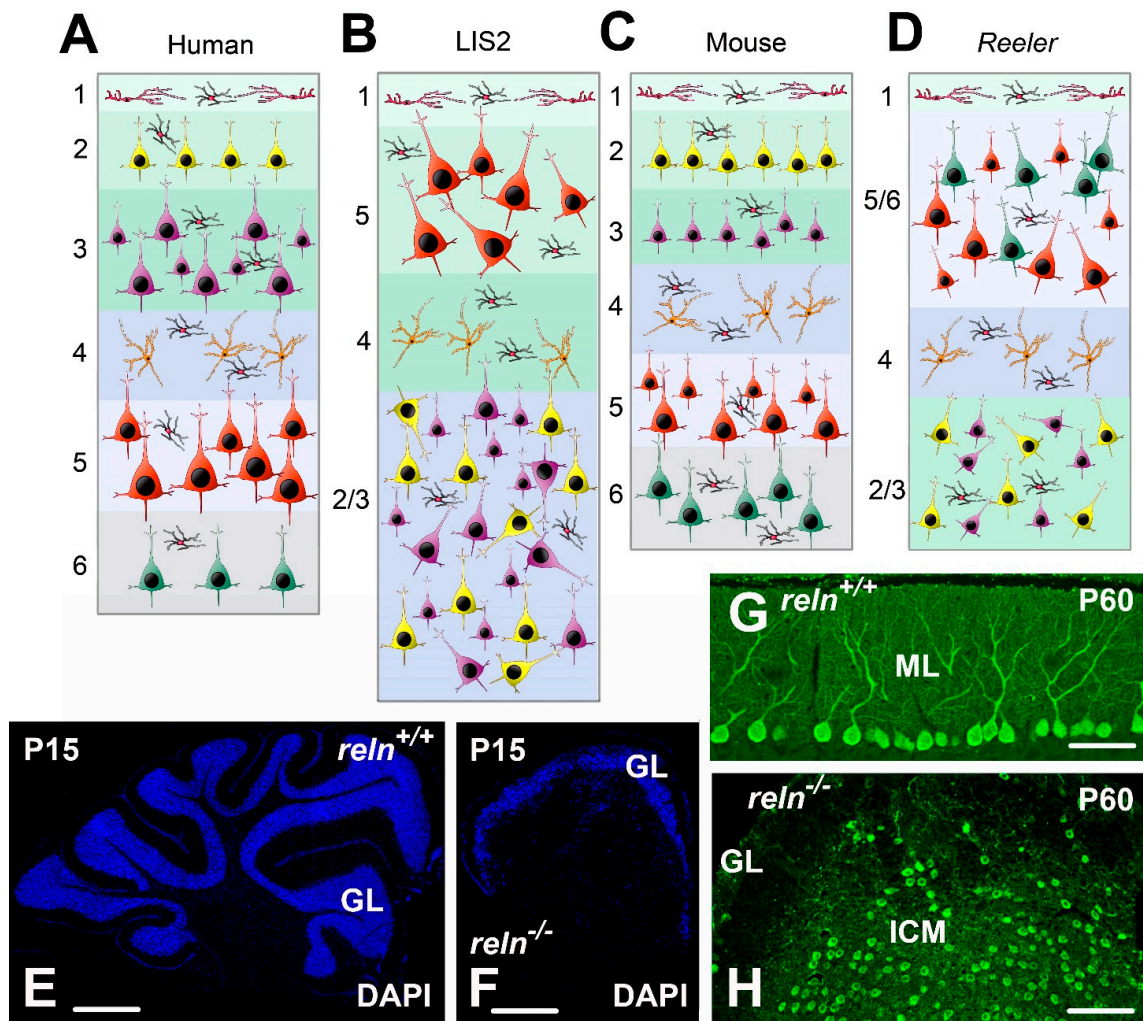 A
Human
1
2
3
4
5
6
B
LIS2
1
5
4
2/3
C
Mouse
1
2
3
4
5
6
D
Reeler
1
5/6
4
2/3
P15
reln+/+
GL
E
DAPI
P15
GL
reln-/-
F
DAPI
G
reln+/+
P60
ML
reln-/-
P60
GL
ICM
H